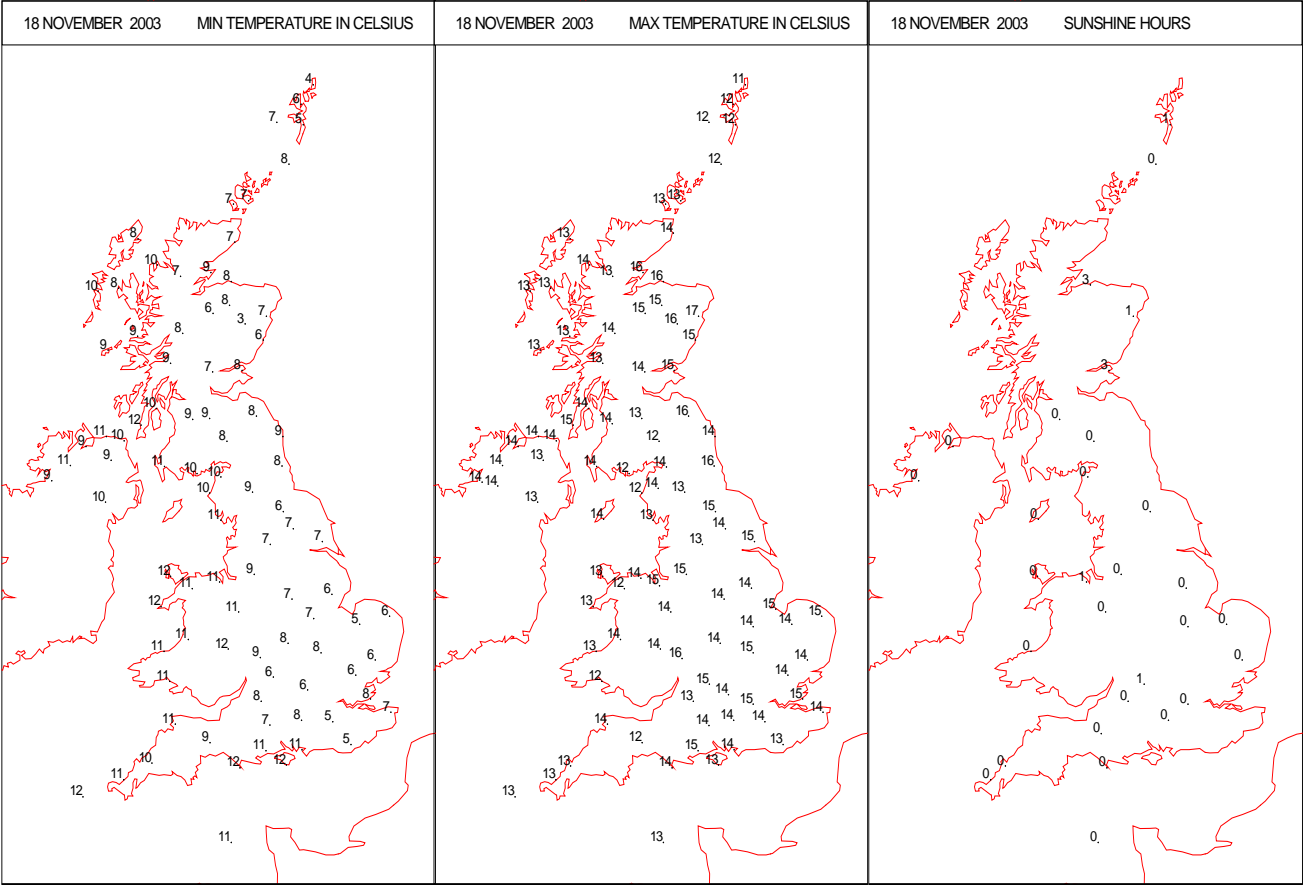 18 NOVEMBER 2003 MIN TEMPERATURE IN CELSIUS
4.
6.
7. 5.
8.
7. 7.
8. 7.
10. 7. 9.
10. 8. 8.
6. 8. 7.
9. 8. 3. 6.
9.
9. 7. 8.
10.
12. 9. 9. 8.
9. 11. 10. 8. 9.
11. 9. 11. 8.
9. 10. 10.
10. 10. 9.
11. 6.
7. 7. 7.
12. 11. 11. 9.
12. 11. 7. 6.
7. 5. 6.
11. 11. 12. 8. 8.
9. 6.
11. 6. 6. 6.
8. 8. 7.
11. 7. 8. 5.
9. 11. 11. 5.
10. 12. 12.
11.
12.
11.
18 NOVEMBER 2003 MAX TEMPERATURE IN CELSIUS
11.
12.
12. 12.
12.
13. 13.
13. 14.
14. 13. 16.
13. 13. 16.
15. 15. 17.
13. 14. 16. 15.
13.
13. 14. 15.
14.
15. 14. 13. 16.
14. 14. 14. 12. 14.
14. 13. 14. 14. 14.
14. 14. 12. 14.
13. 12. 13.
14. 13. 15.
13. 14. 15.
13. 12. 14. 15. 15.
13. 14. 14. 14.
14. 15. 14. 15.
13. 14. 14. 14. 15.
16. 14.
12. 15. 14. 14.
13. 15. 15. 14.
14. 14. 14. 14.
12. 15. 14. 13.
13. 14. 13.
13.
13.
13.
18 NOVEMBER 2003 SUNSHINE HOURS
1.
0.
3.
1.
3.
0.
0. 0.
0. 0.
0. 0.
0. 1. 0. 0.
0.
0. 0.
0. 0.
1.
0. 0.
0. 0.
0. 0.
0.
0.